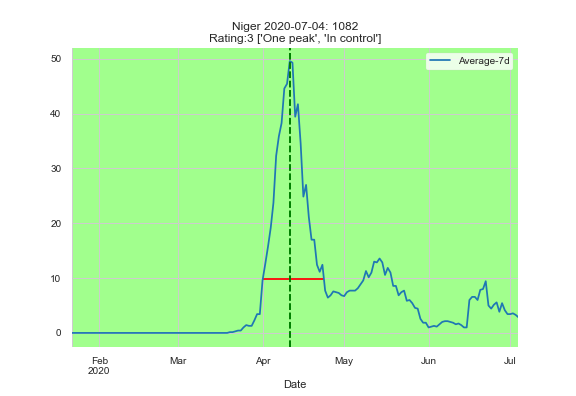 Niger 2020-07-04: 1082
Rating:3 ['One peak', 'In control']
Average-7d
50
40
30
20
10
0
Feb
2020
Mar
Apr
May
Jun
Jul
Date